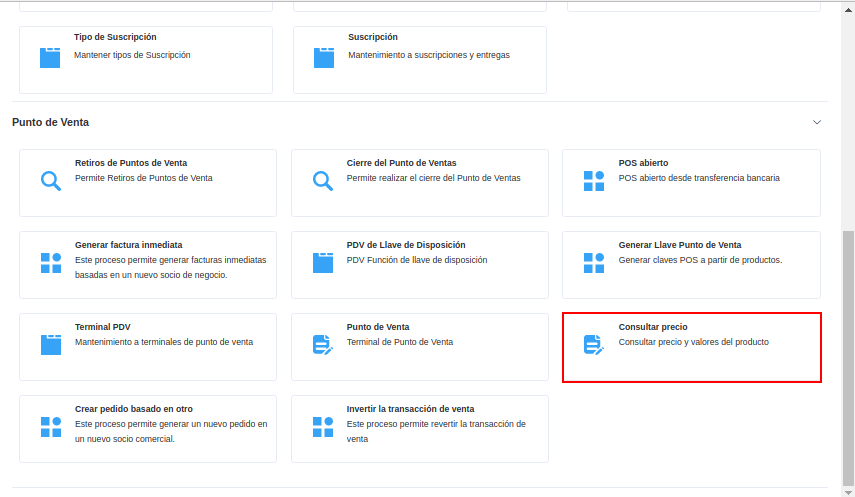 Tipo de Suscripción
Mantener tipos de Suscripción
Suscripción
Mantenimiento a suscripciones y entregas
Punto de Venta
Retiros de Puntos de Venta
Permite Retiros de Puntos de Venta
Cierre del Punto de Ventas
Permite realizar el cierre del Punto de Ventas
POS abierto
POS abierto desde transferencia bancaria
Generar factura inmediata
Este proceso permite generar facturas inmediatas
basadas en un nuevo socio de negocio.
PDV de Llave de Disposición
PDV Función de llave de disposición
Generar Llave Punto de Venta
Generar claves POS a partir de productos.
Terminal PDV
Mantenimiento a terminales de punto de venta
Punto de Venta
Terminal de Punto de Venta
Consultar precio
Consultar precio y valores del producto
Crear pedido basado en otro
Este proceso permite generar un nuevo pedido en
un nuevo socio comercial.
Invertir la transacción de venta
Este proceso permite revertir la transacción de
venta